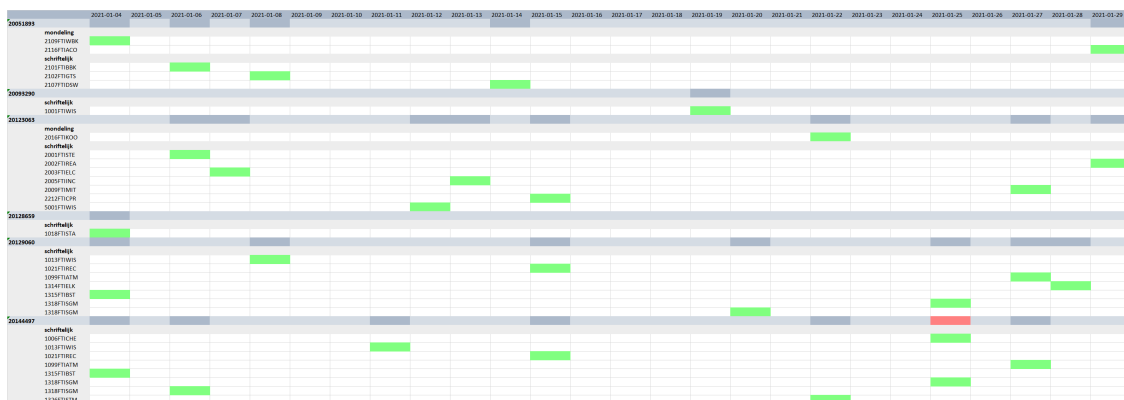 2021-01-04 2021-01-05 2021-01-06 2021-01-07 2021-01-08 2021-01-09 2021-01-10 2021-01-11 2021-01-12 2021-01-13 2021-01-14 2021-01-15 2021-01-16 2021-01-17 2021-01-18 2021-01-19 2021-01-20 2021-01-21 2021-01-22 2021-01-23 2021-01-24 2021-01-25 2021-01-26 2021-01-27 2021-01-28 2021-01-29
20051893
mondeling
2109FTIWBK
2116FTIACO
schriftelijk
2101FTIBBK
2102FTIGTS
2107FTIDSW
20093290
schriftelijk
1001FTIWIS
20123063
mondeling
2016FTIKOO
schriftelijk
2001FTISTE
2002FTIREA
2003FTIELC
2005FTINC
2009FTIMIT
2212FTICPR
5001FTIWIS
20128659
schriftelijk
1018FTISTA
20129060
schriftelijk
1013FTIWIS
1021FTIREC
1099FTIATM
1314FTIELK
1315FTIBST
1318FTISGM
1318FTISGM
20144497
schriftelijk
1006FTICHE
1013FTIWIS
1021FTIREC
1099FTIATM
1315FTIBST
1318FTISGM
1318FTISGM